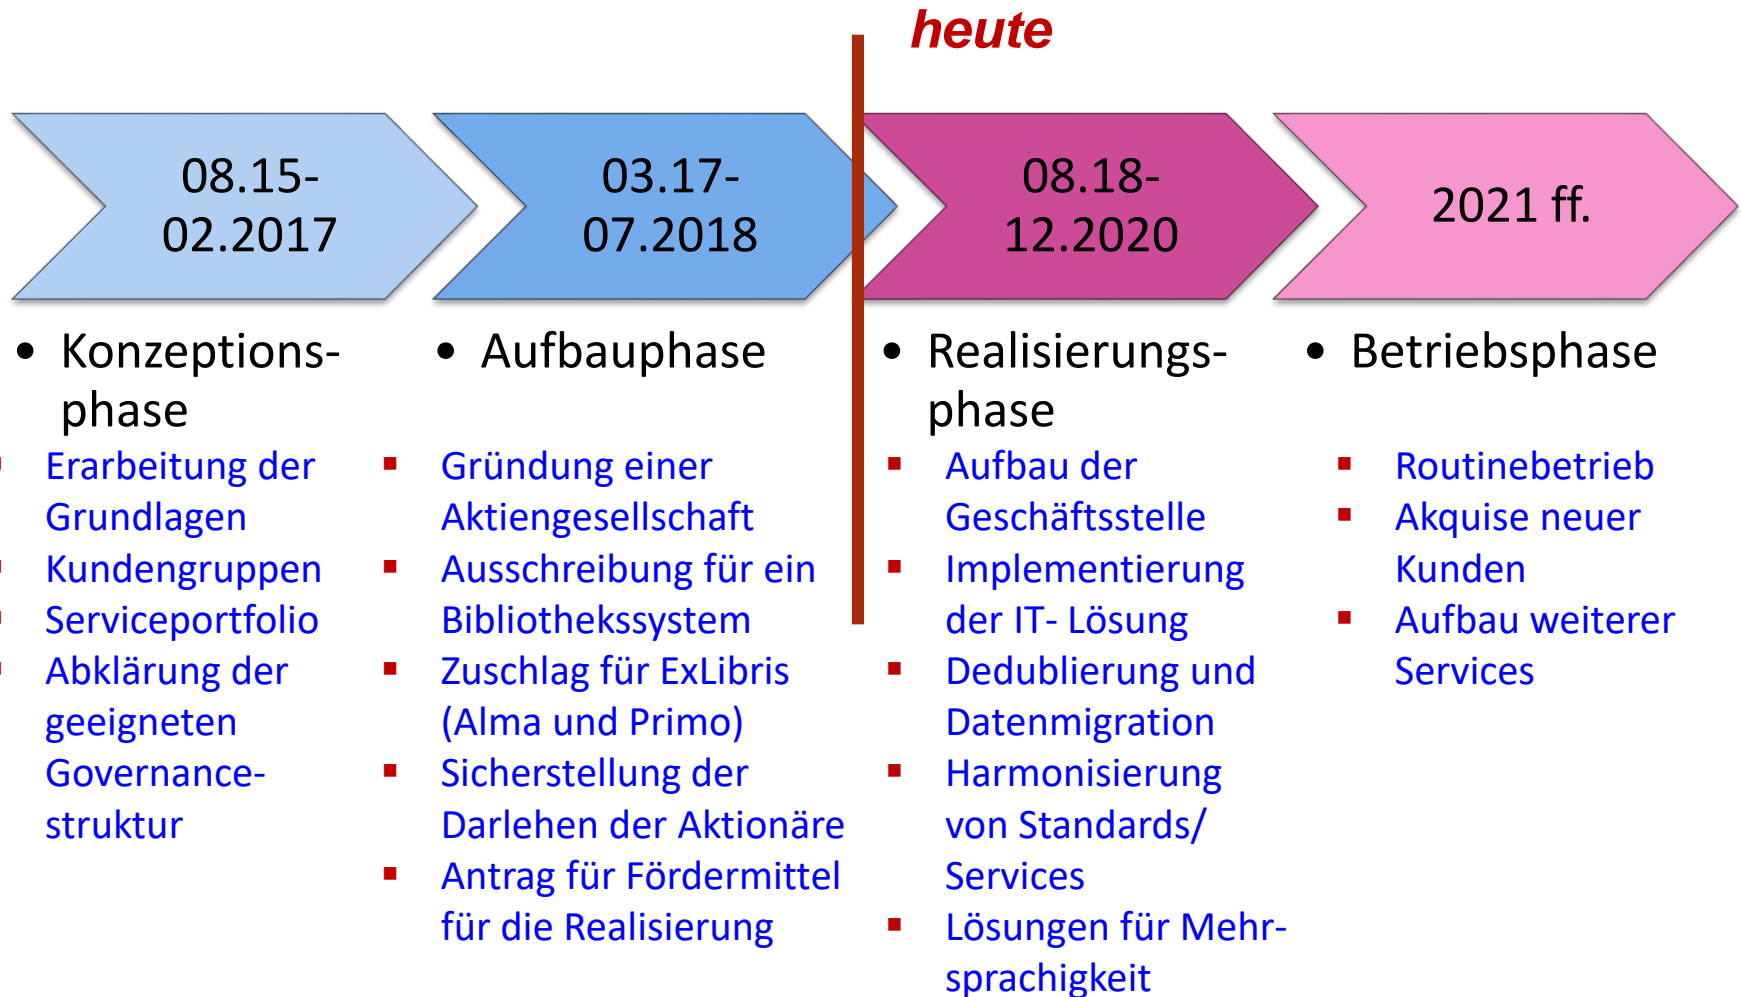 heute
08.15-
02.2017
03.17-
07.2018
08.18-
12.2020
2021 ff.
• Konzeptions-
phase
▪ Erarbeitung der
Grundlagen
▪ Kundengruppen
▪ Serviceportfolio
▪ Abklärung der
geeigneten
Governance-
struktur
• Aufbauphase
▪ Gründung einer
Aktiengesellschaft
▪ Ausschreibung für ein
Bibliothekssystem
▪ Zuschlag für ExLibris
(Alma und Primo)
▪ Sicherstellung der
Darlehen der Aktionäre
▪ Antrag für Fördermittel
für die Realisierung
• Realisierungs-
phase
▪ Aufbau der
Geschäftsstelle
▪ Implementierung
der IT- Lösung
▪ Dedublierung und
Datenmigration
▪ Harmonisierung
von Standards/
Services
▪ Lösungen für Mehr-
sprachigkeit
• Betriebsphase
▪ Routinebetrieb
▪ Akquise neuer
Kunden
▪ Aufbau weiterer
Services